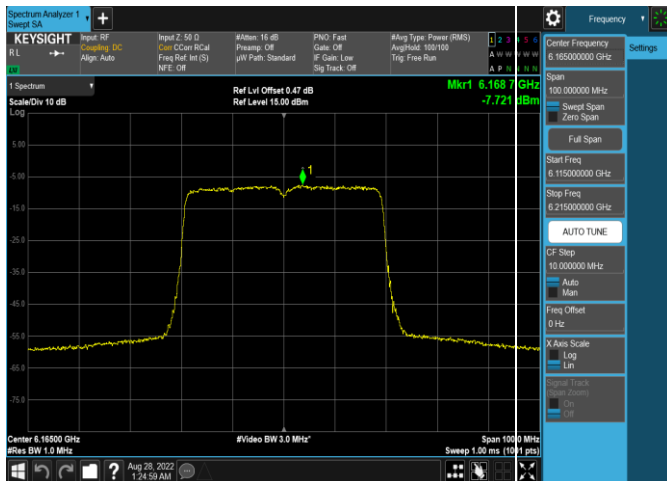 Spectrum Analyzer 1
Swept SA
+
Frequency
KEYSIGHT
RL
Input: RF
Coupling: DC
Align: Auto
Input Z: 50 Ω
Corr CCorr RCal
Freq Ref: Int (S)
NFE: Off
#Atten: 16 dB
Preamp: Off
µW Path: Standard
PNO: Fast
Gate: Off
IF Gain: Low
Sig Track: Off
#Avg Type: Power (RMS)
Avg|Hold: 100/100
Trig: Free Run
1 2 3 4 5 6
A W W W W W
A P N N N N
1 Spectrum
Scale/Div 10 dB
Log
Ref Lvl Offset 0.47 dB
Ref Level 15.00 dBm
Mkr1 6.168 7 GHz
-7.721 dBm
5.00
-5.00
-15.0
-25.0
-35.0
-45.0
-55.0
-65.0
-75.0
1
Center 6.16500 GHz
#Res BW 1.0 MHz
#Video BW 3.0 MHz*
Span 100.0 MHz
Sweep 1.00 ms (1001 pts)
Center Frequency
6.165000000 GHz
Span
100.000000 MHz
Swept Span
Zero Span
Full Span
Start Freq
6.115000000 GHz
Stop Freq
6.215000000 GHz
AUTO TUNE
CF Step
10.000000 MHz
Auto
Man
Freq Offset
0 Hz
X Axis Scale
Log
Lin
Signal Track
(Span Zoom)
On
Off
Settings
?
Aug 28, 2022
1:24:59 AM